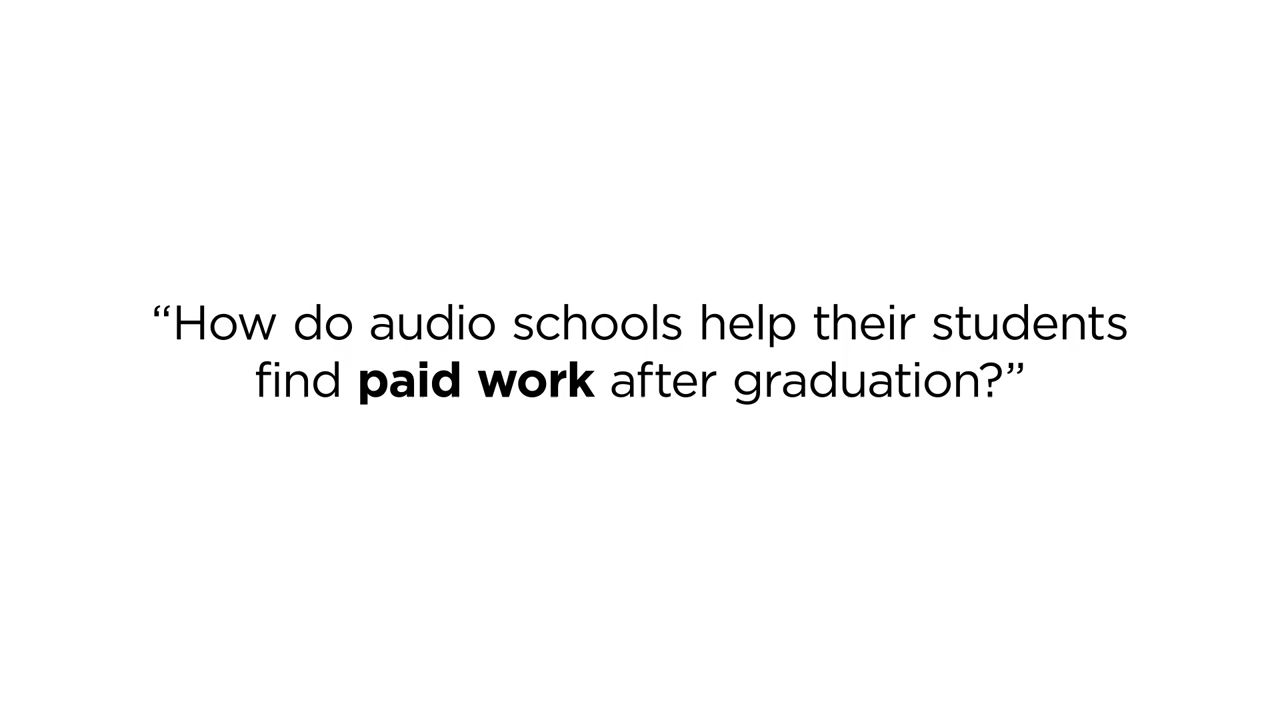 “How do audio schools help their students
find paid work after graduation?”